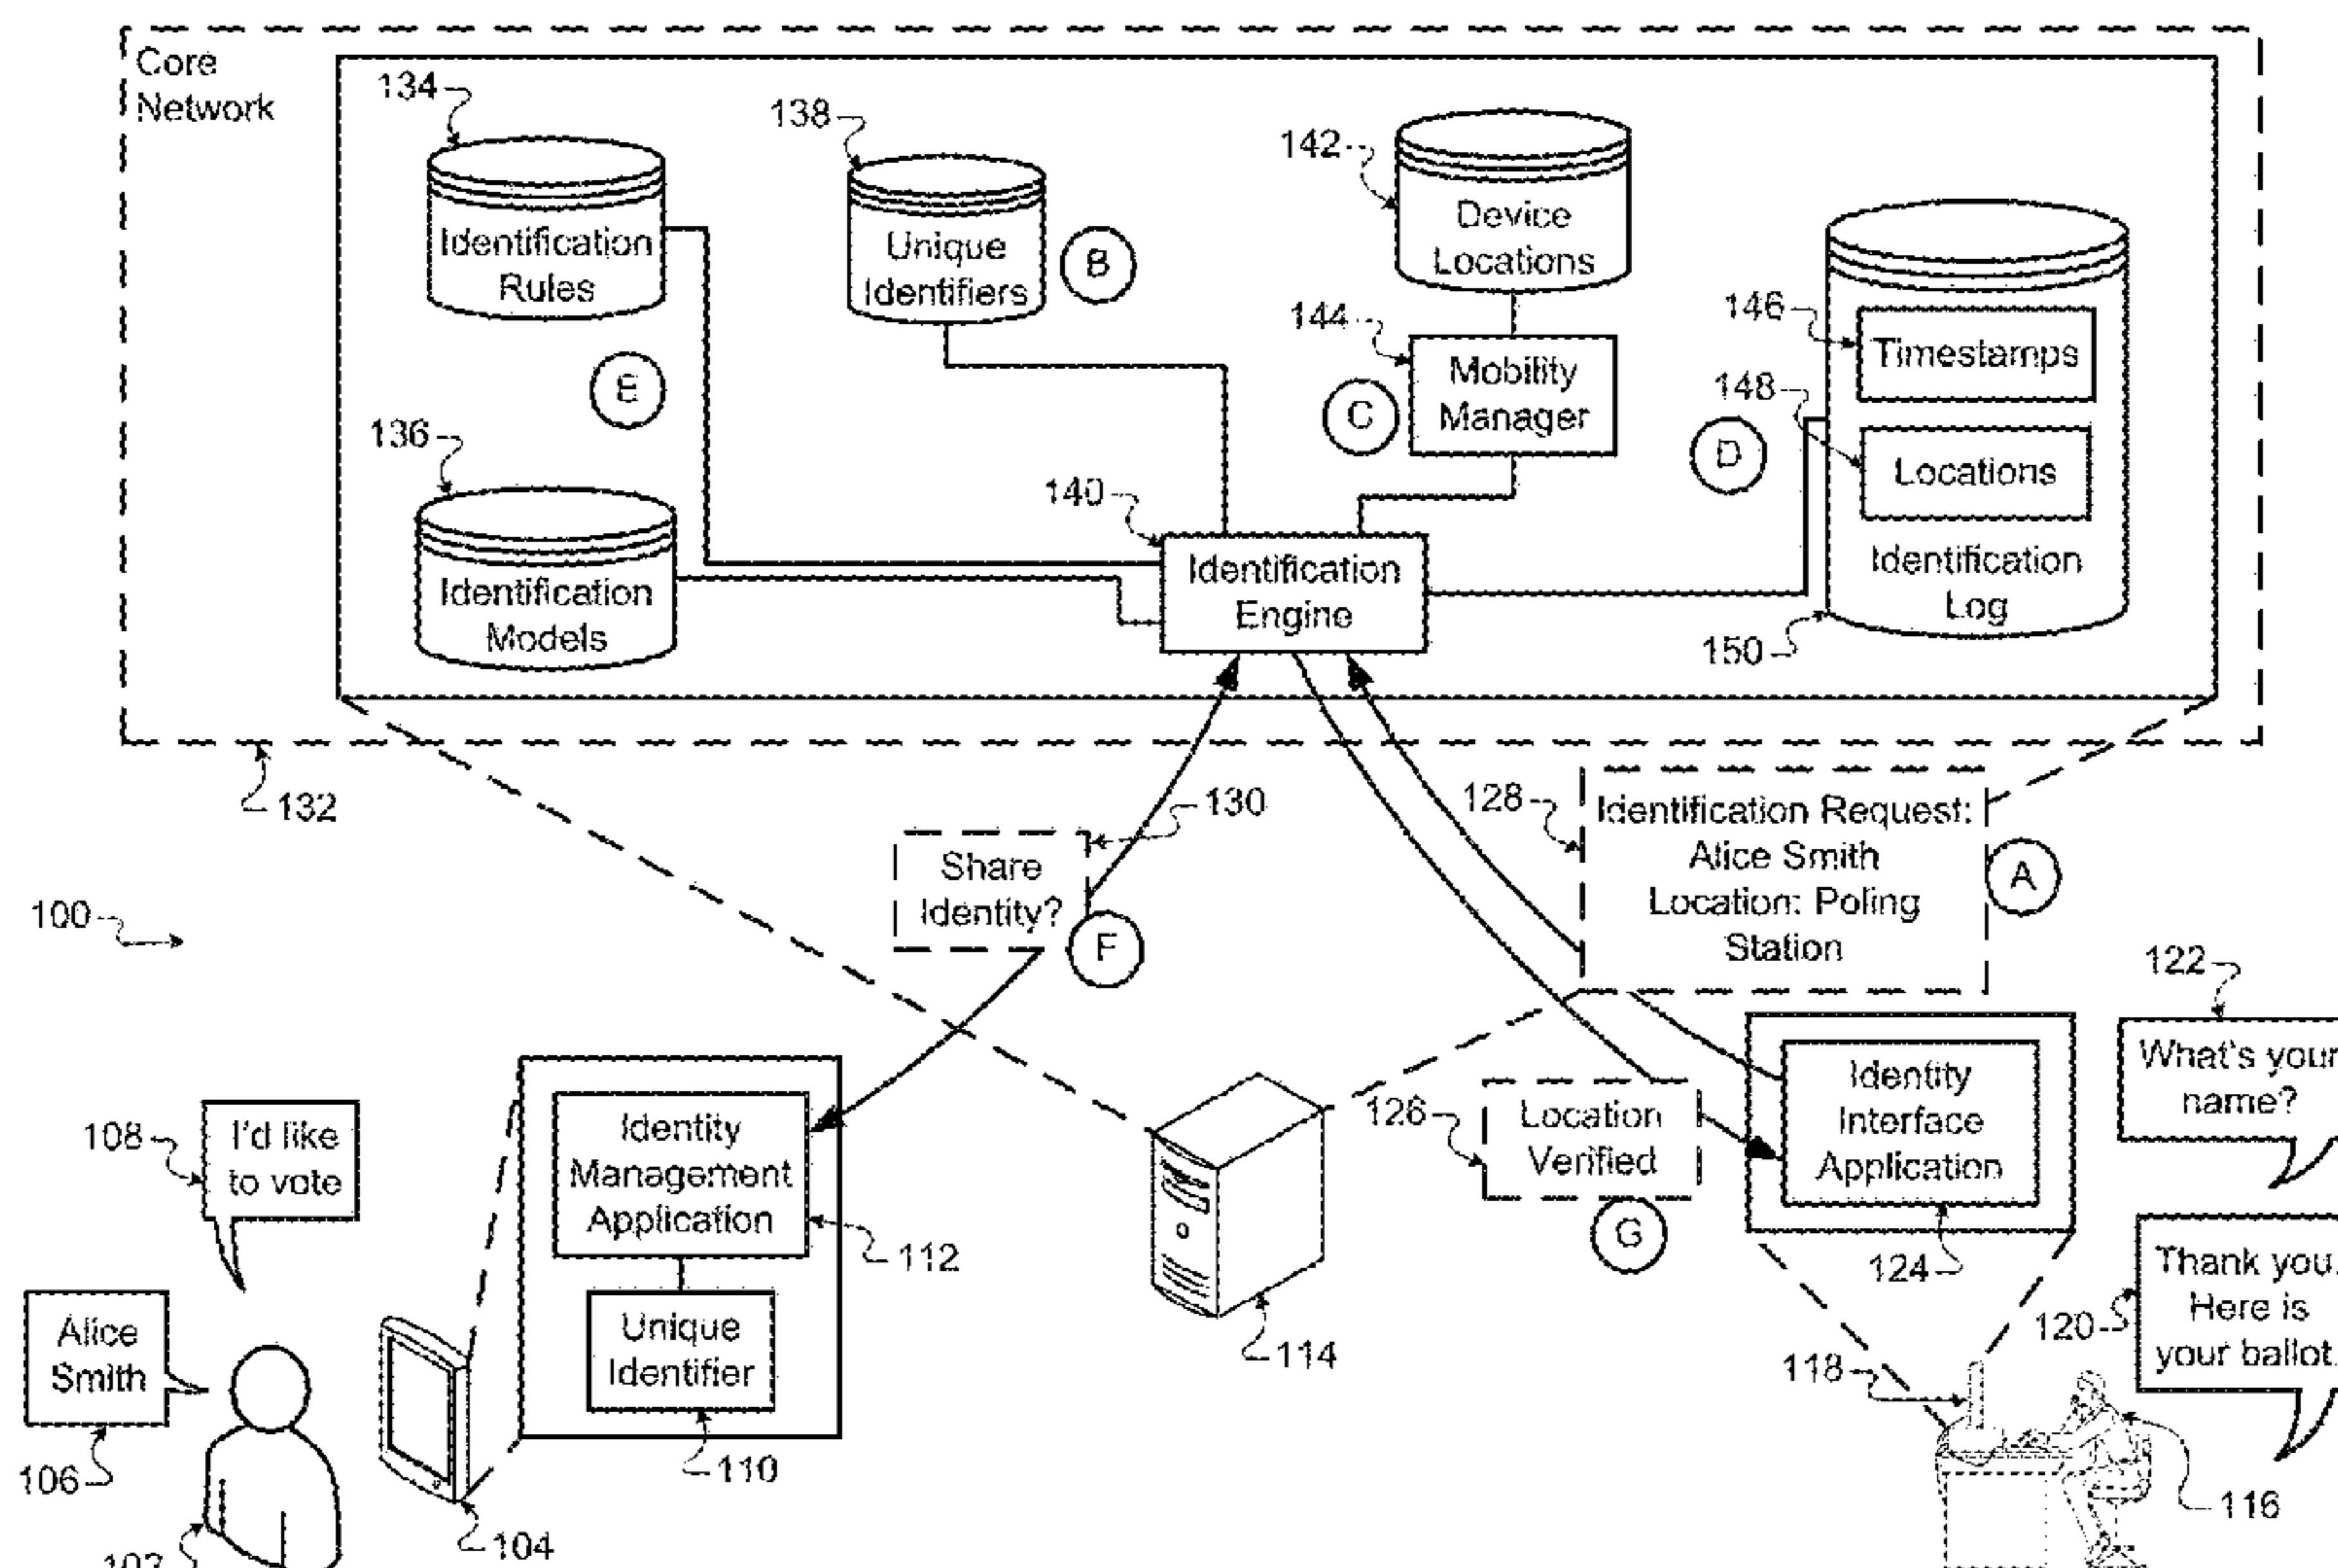 Core
Network
134
138
142
Identification
Rules
Unique
Identifiers
B
Device
Locations
146
Timestamps
144
Mobility
Manager
E
C
148
Locations
D
136
140
Identification
Models
Identification
Engine
Identification
Log
150
132
130
128
Identification Request:
Alice Smith
Location: Poling
Station
A
Share
Identity?
F
100
122
What's your
name?
108
I'd like
to vote
Identity
Management
Application
112
126
Location
Verified
G
Identity
Interface
Application
124
Thank you.
Here is
your ballot.
120
Alice
Smith
106
Unique
Identifier
110
114
118
116
104
102